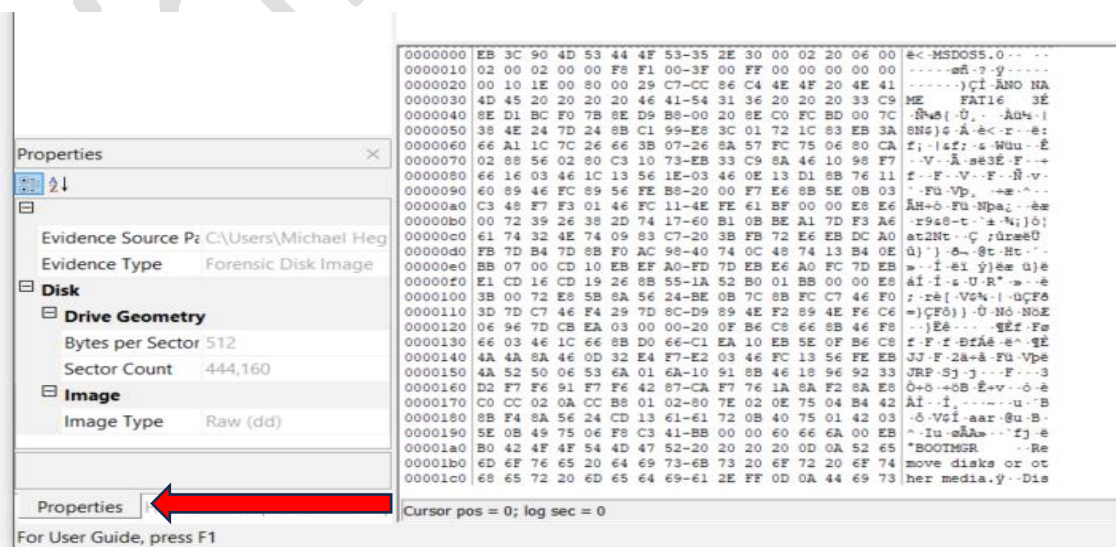 Properties
Evidence Source Pa C:\Users\Michael Heg
Evidence Type Forensic Disk Image
Disk
Drive Geometry
Bytes per Sector 512
Sector Count 444,160
Image
Image Type Raw (dd)
Properties
0000000 EB 3C 90 4D 53 44 4F 53-35 2E 30 00 02 20 06 00 ë<·MSDOS5.0·· ··
0000010 02 00 02 00 00 F8 F1 00-3F 00 FF 00 00 00 00 00 ·····øñ·?·ÿ·····
0000020 00 10 1E 00 80 00 29 C7-CC 86 C4 4E 4F 20 4E 41 ······)ÇÌ·ÄNO NA
0000030 4D 45 20 20 20 20 46 41-54 31 36 20 20 20 33 C9 ME    FAT16   3É
0000040 8E D1 BC F0 7B 8E D9 B8-00 20 8E C0 FC BD 00 7C
0000050 38 4E 24 7D 24 8B C1 99-E8 3C 01 72 1C 83 EB 3A
0000060 66 A1 1C 7C 26 66 3B 07-26 8A 57 FC 75 06 80 CA
0000070 02 88 56 02 80 C3 10 73-EB 33 C9 8A 46 10 98 F7
0000080 66 16 03 46 1C 13 56 1E-03 46 0E 13 D1 8B 76 11
0000090 60 89 46 FC 89 56 FE B8-20 00 F7 E6 8B 5E 0B 03
00000a0 C3 48 F7 F3 01 46 FC 11-4E FE 61 BF 00 00 E8 E6
00000b0 00 72 39 26 38 2D 74 17-60 B1 0B BE A1 7D F3 A6
00000c0 61 74 32 4E 74 09 83 C7-20 3B FB 72 E6 EB DC A0
00000d0 FB 7D B4 7D 8B F0 AC 98-40 74 0C 48 74 13 B4 0E
00000e0 BB 07 00 CD 10 EB EF A0-FD 7D EB E6 A0 FC 7D EB
00000f0 E1 CD 16 CD 19 26 8B 55-1A 52 B0 01 BB 00 00 E8
0000100 3B 00 72 E8 5B 8A 56 24-BE 0B 7C 8B FC C7 46 F0
0000110 3D 7D C7 46 F4 29 7D 8C-D9 89 4E F2 89 4E F6 C6
0000120 06 96 7D CB EA 03 00 00-20 0F B6 C8 66 8B 46 F8
0000130 66 03 46 1C 66 8B D0 66-C1 EA 10 EB 5E 0F B6 C8
0000140 4A 4A 8A 46 0D 32 E4 F7-E2 03 46 FC 13 56 FE EB
0000150 4A 52 50 06 53 6A 01 6A-10 91 8B 46 18 96 92 33
0000160 D2 F7 F6 91 F7 F6 42 87-CA F7 76 1A 8A F2 8A E8
0000170 C0 CC 02 0A CC B8 01 02-80 7E 02 0E 75 04 B4 42
0000180 8B F4 8A 56 24 CD 13 61-61 72 0B 40 75 01 42 03
0000190 5E 0B 49 75 06 F8 C3 41-BB 00 00 60 66 6A 00 EB
00001a0 B0 42 4F 4F 54 4D 47 52-20 20 20 20 0D 0A 52 65 °BOOTMGR    ··Re
00001b0 6D 6F 76 65 20 64 69 73-6B 73 20 6F 72 20 6F 74 move disks or ot
00001c0 68 65 72 20 6D 65 64 69-61 2E FF 0D 0A 44 69 73 her media.ÿ··Dis
Cursor pos = 0; log sec = 0
For User Guide, press F1